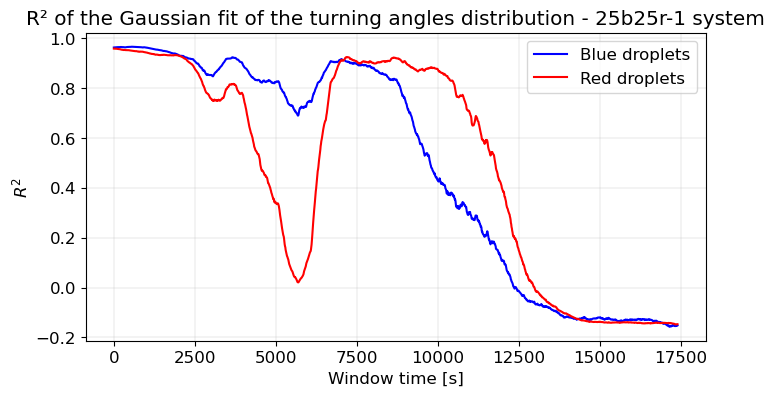 R² of the Gaussian fit of the turning angles distribution - 25b25r-1 system
1.0
0.8
0.6
0.4
0.2
0.0
−0.2
R²
Blue droplets
Red droplets
0 2500 5000 7500 10000 12500 15000 17500
Window time [s]